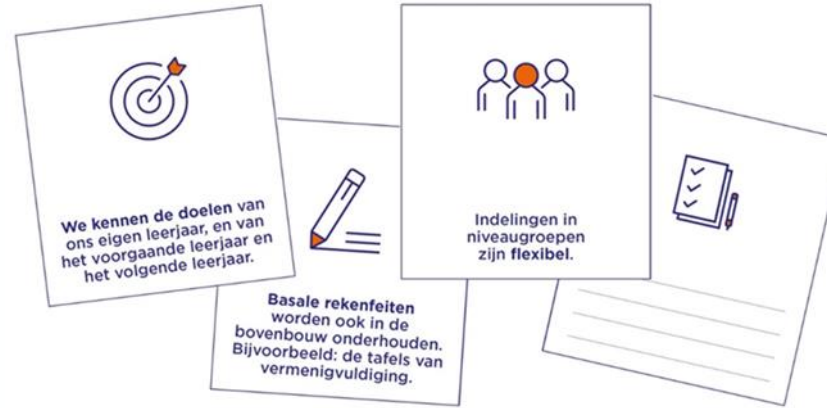 We kennen de doelen van
ons eigen leerjaar, en van
het voorgaande leerjaar en
het volgende leerjaar.
Basale rekenfeiten
worden ook in de
bovenbouw onderhouden.
Bijvoorbeeld: de tafels van
vermenigvuldiging.
Indelingen in
niveaugroepen
zijn flexibel.